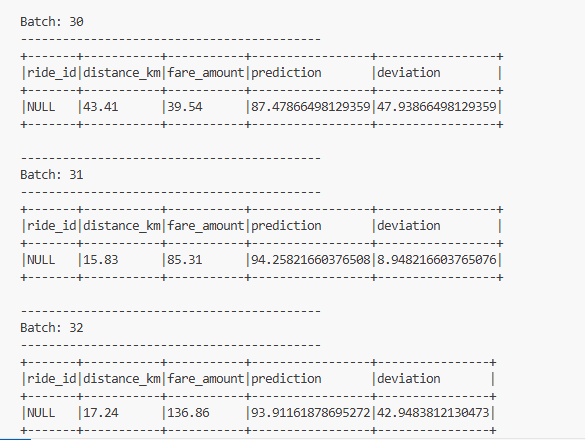 Batch: 30
-------------------------------------------
+-------+-----------+-----------+-----------------+-----------------+
|ride_id|distance_km|fare_amount|prediction       |deviation        |
+-------+-----------+-----------+-----------------+-----------------+
|NULL   |43.41      |39.54      |87.47866498129359|47.93866498129359|
+-------+-----------+-----------+-----------------+-----------------+
-------------------------------------------
Batch: 31
-------------------------------------------
+-------+-----------+-----------+-----------------+-----------------+
|ride_id|distance_km|fare_amount|prediction       |deviation        |
+-------+-----------+-----------+-----------------+-----------------+
|NULL   |15.83      |85.31      |94.25821660376508|8.948216603765076|
+-------+-----------+-----------+-----------------+-----------------+
-------------------------------------------
Batch: 32
-------------------------------------------
+-------+-----------+-----------+-----------------+----------------+
|ride_id|distance_km|fare_amount|prediction       |deviation       |
+-------+-----------+-----------+-----------------+----------------+
|NULL   |17.24      |136.86     |93.91161878695272|42.9483812130473|
+-------+-----------+-----------+-----------------+----------------+